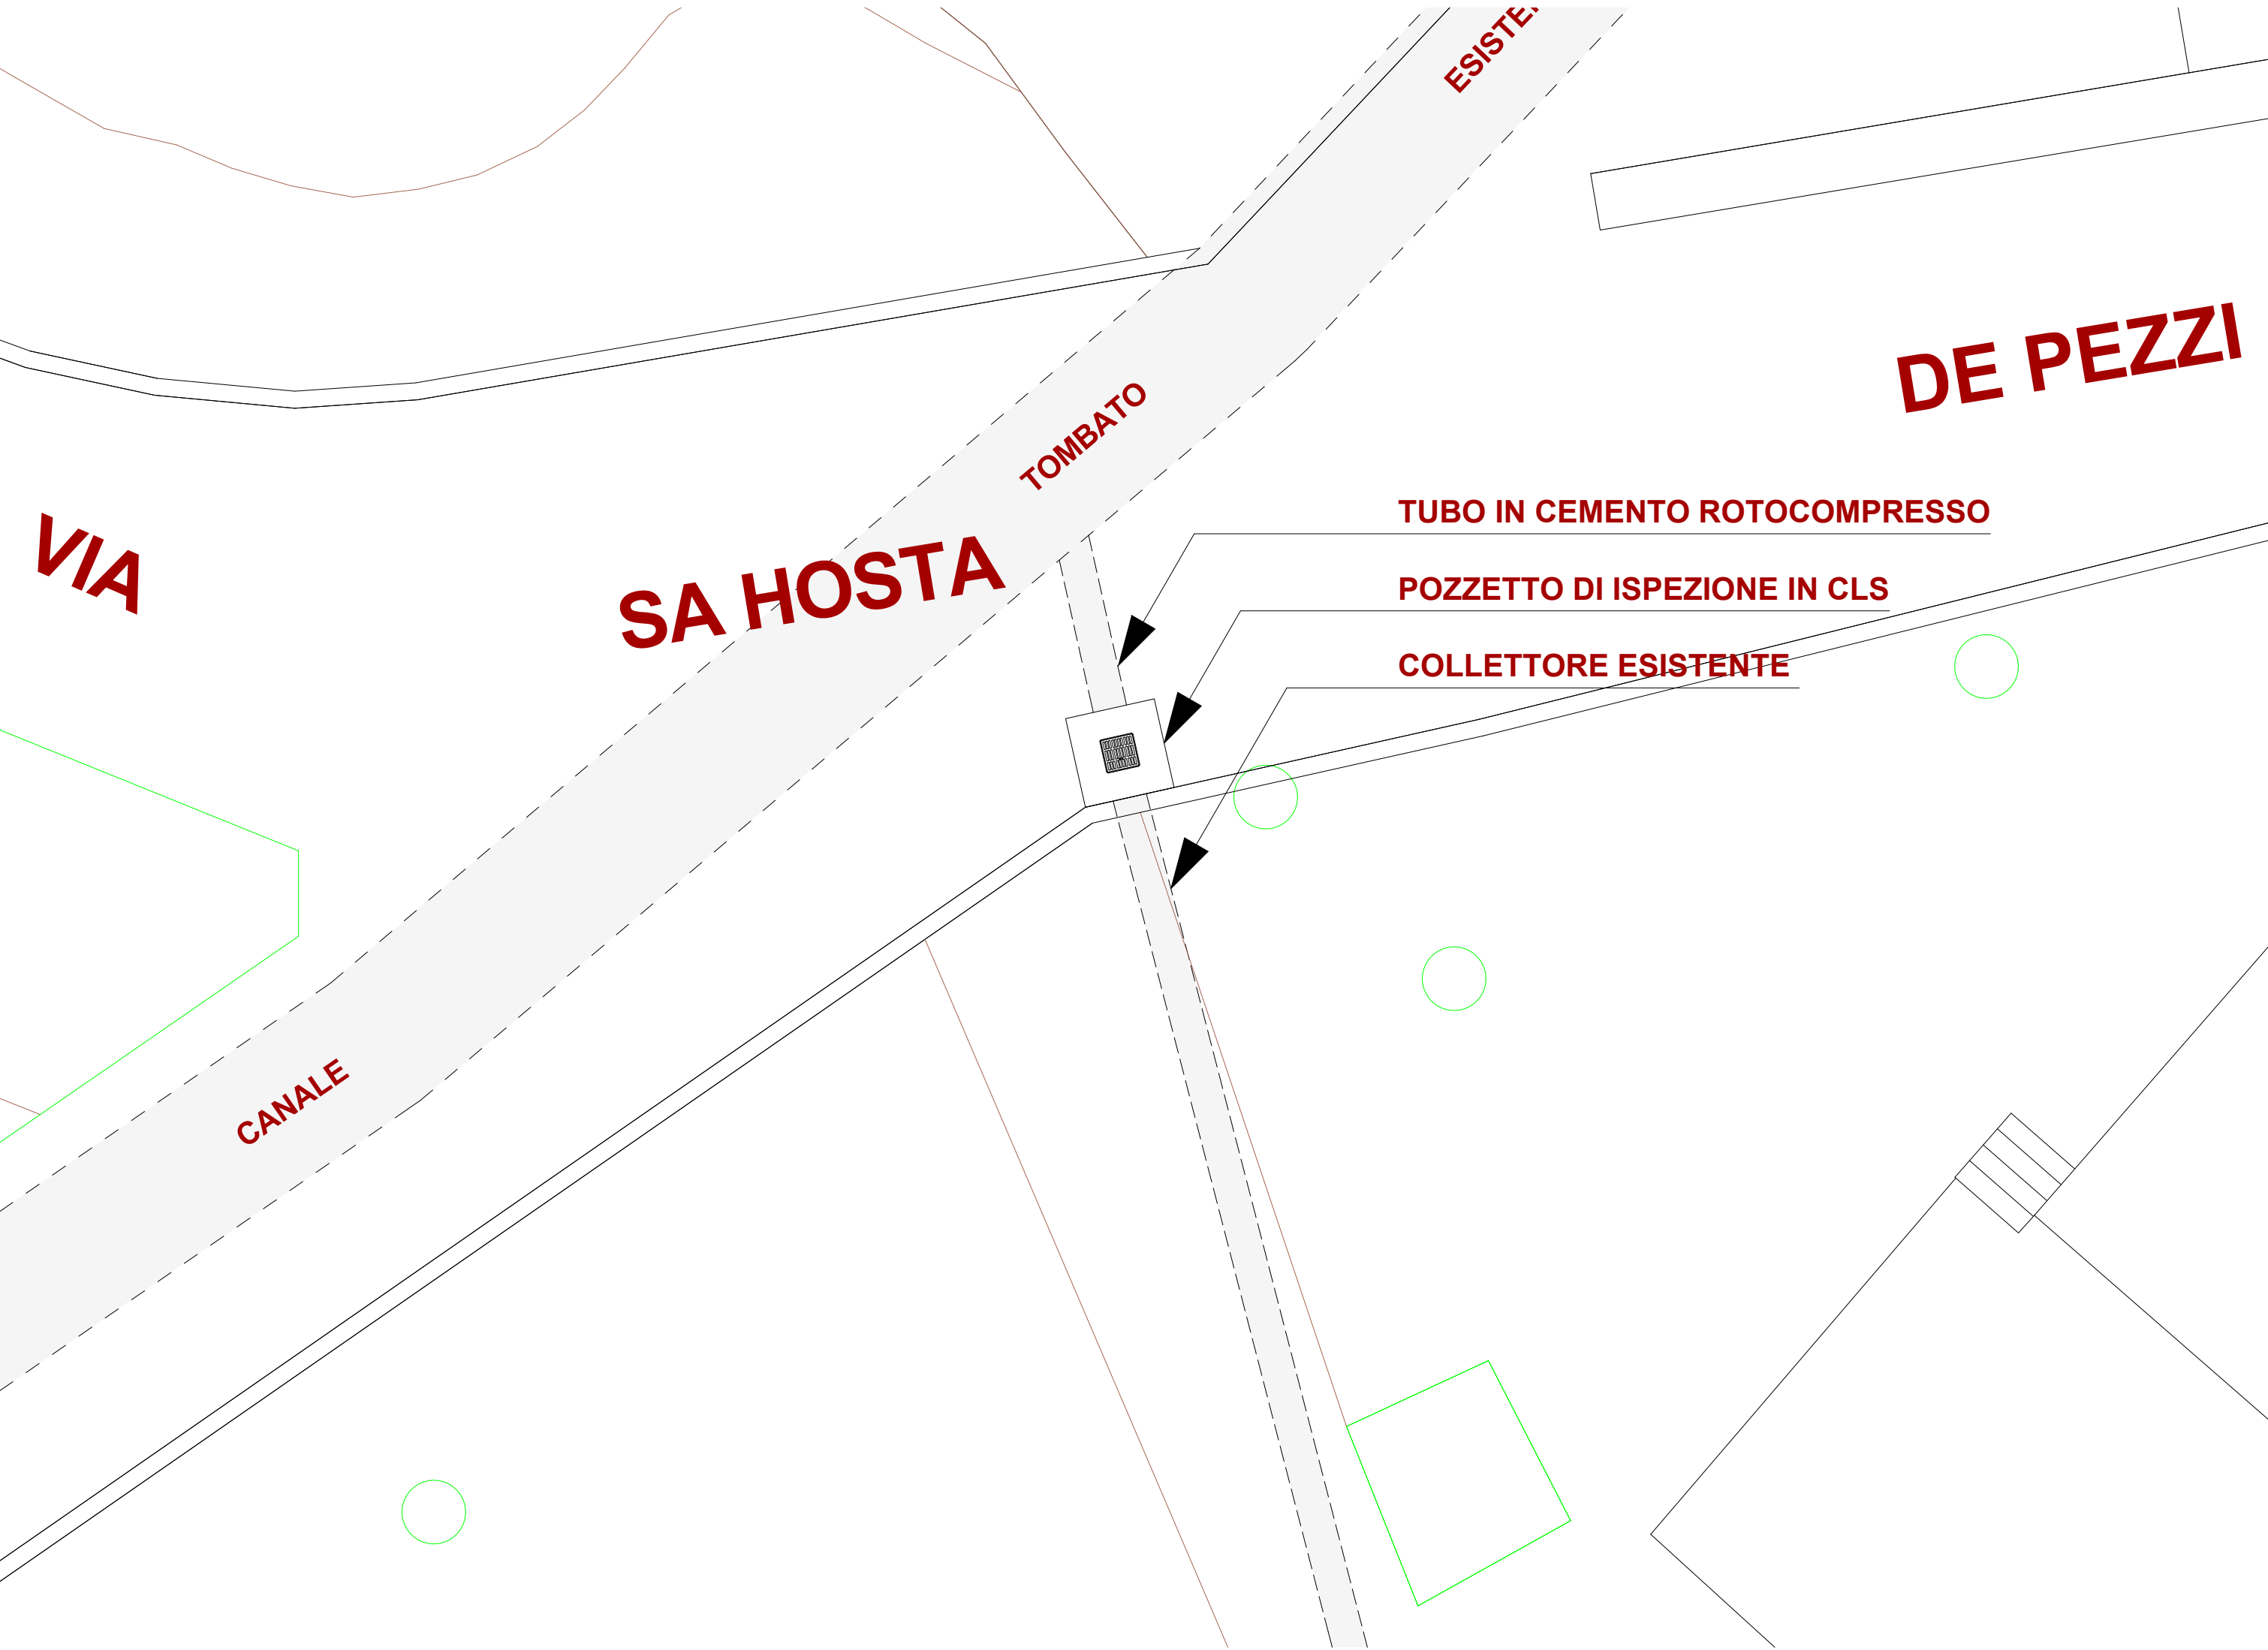 ESISTE
DE PEZZI
TOMBATO
VIA
SA HOSTA
TUBO IN CEMENTO ROTOCOMPRESSO
POZZETTO DI ISPEZIONE IN CLS
COLLETTORE ESISTENTE
CANALE